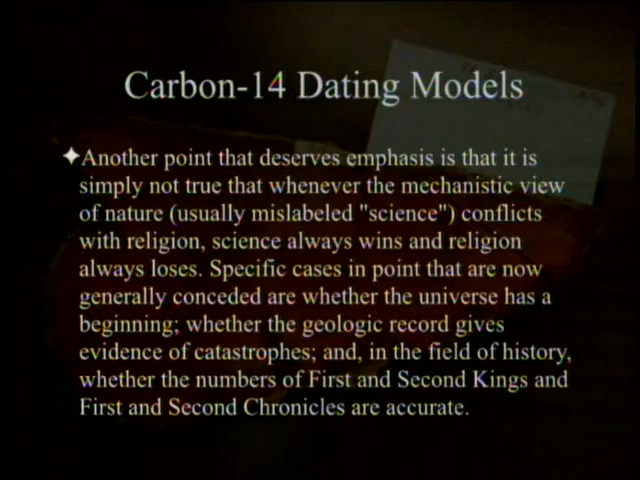 Carbon-14 Dating Models
✦Another point that deserves emphasis is that it is
simply not true that whenever the mechanistic view
of nature (usually mislabeled "science") conflicts
with religion, science always wins and religion
always loses. Specific cases in point that are now
generally conceded are whether the universe has a
beginning; whether the geologic record gives
evidence of catastrophes; and, in the field of history,
whether the numbers of First and Second Kings and
First and Second Chronicles are accurate.